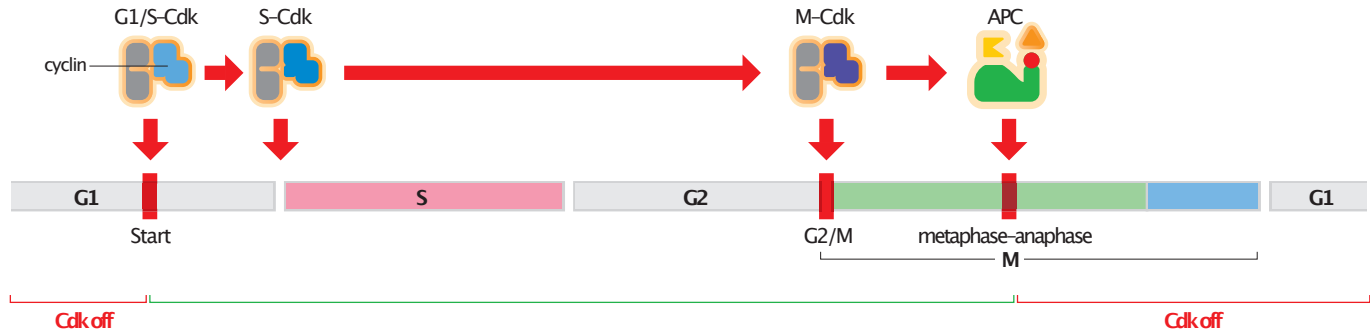 G1/S–Cdk
S–Cdk
M–Cdk
APC
cyclin
G1
S
G2
G1
Start
G2/M
metaphase–anaphase
M
Cdk off
Cdk off